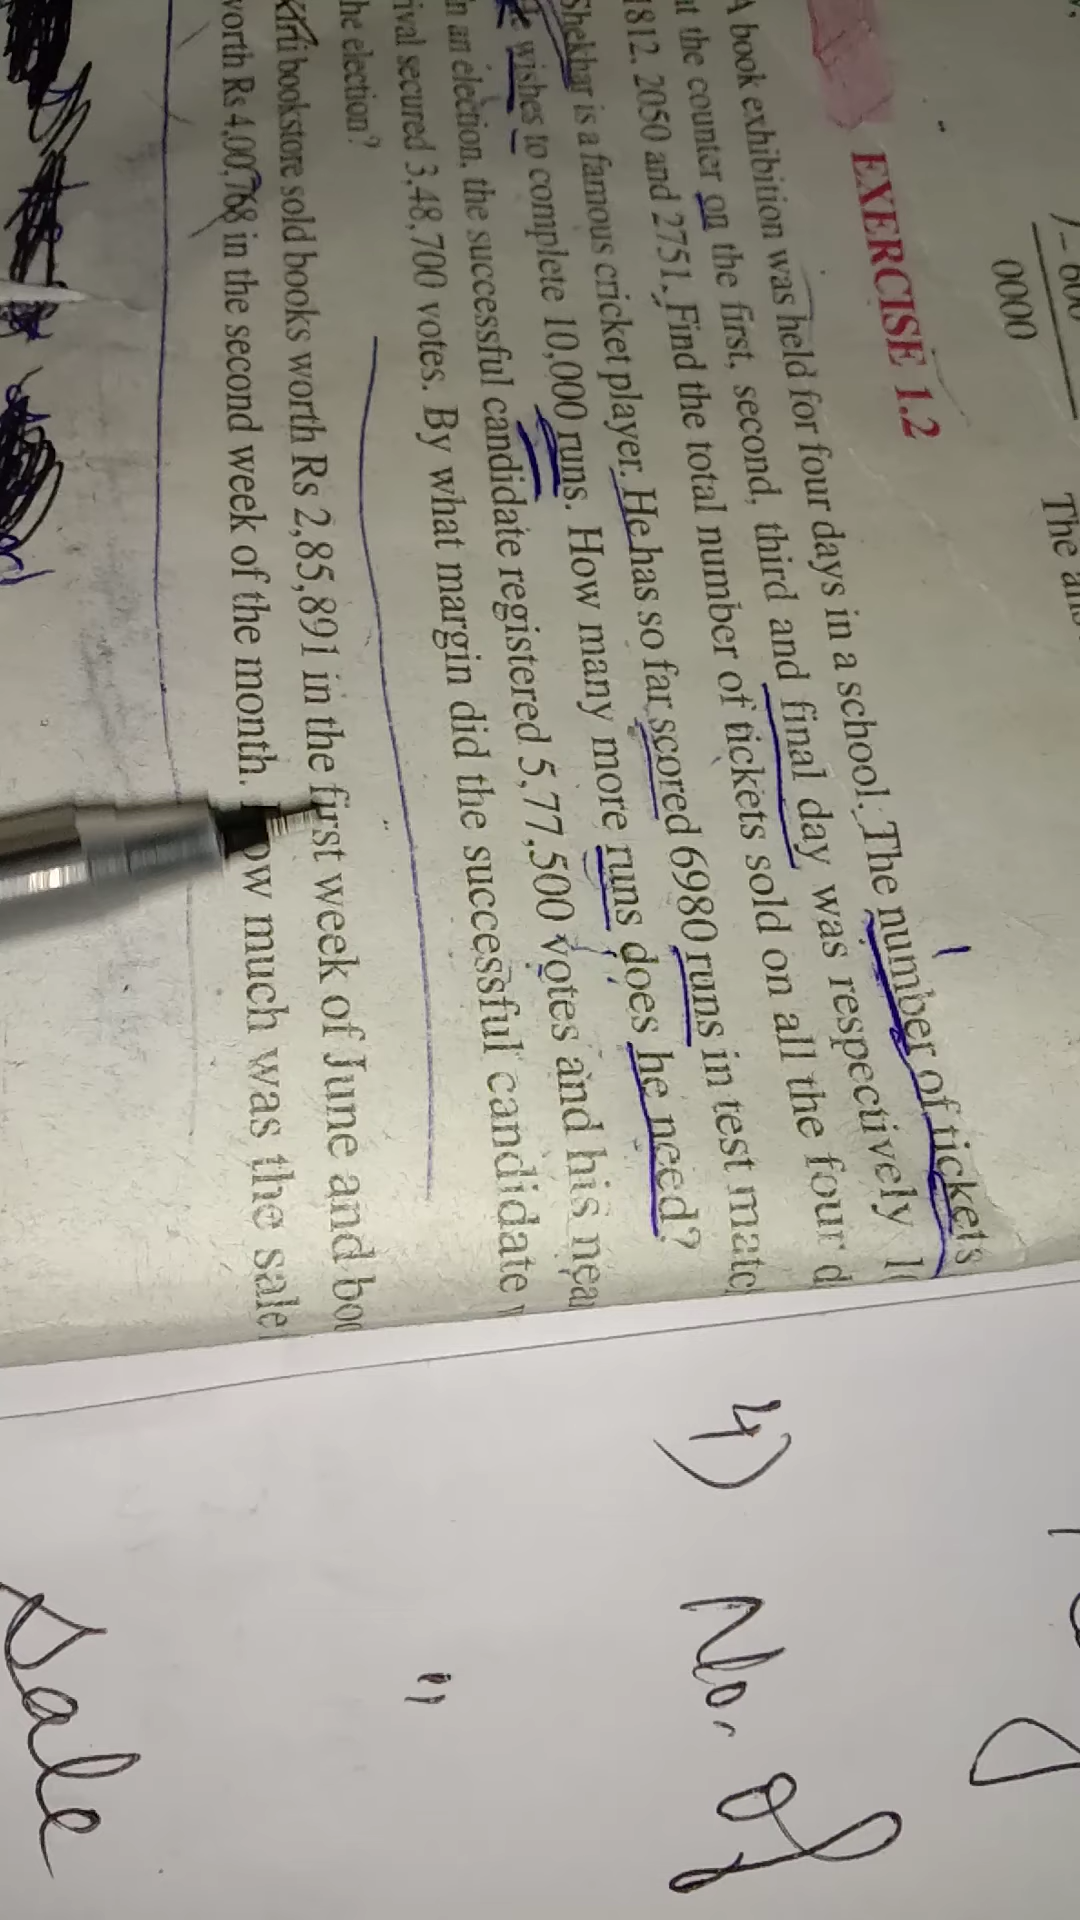 0000
The
EXERCISE 1.2
A book exhibition was held for four days in a school. The number of tickets
at the counter on the first, second, third and final day was respectively
1812, 2050 and 2751. Find the total number of tickets sold on all the four d
Shekhar is a famous cricket player. He has so far scored 6980 runs in test matc
He wishes to complete 10,000 runs. How many more runs does he need?
In an election, the successful candidate registered 5,77,500 votes and his nea
rival secured 3,48,700 votes. By what margin did the successful candidate
he election?
bookstore sold books worth Rs 2,85,891 in the first week of June and boo
worth Rs 4,00,768 in the second week of the month. How much was the sale
4) No. of
"
Sale